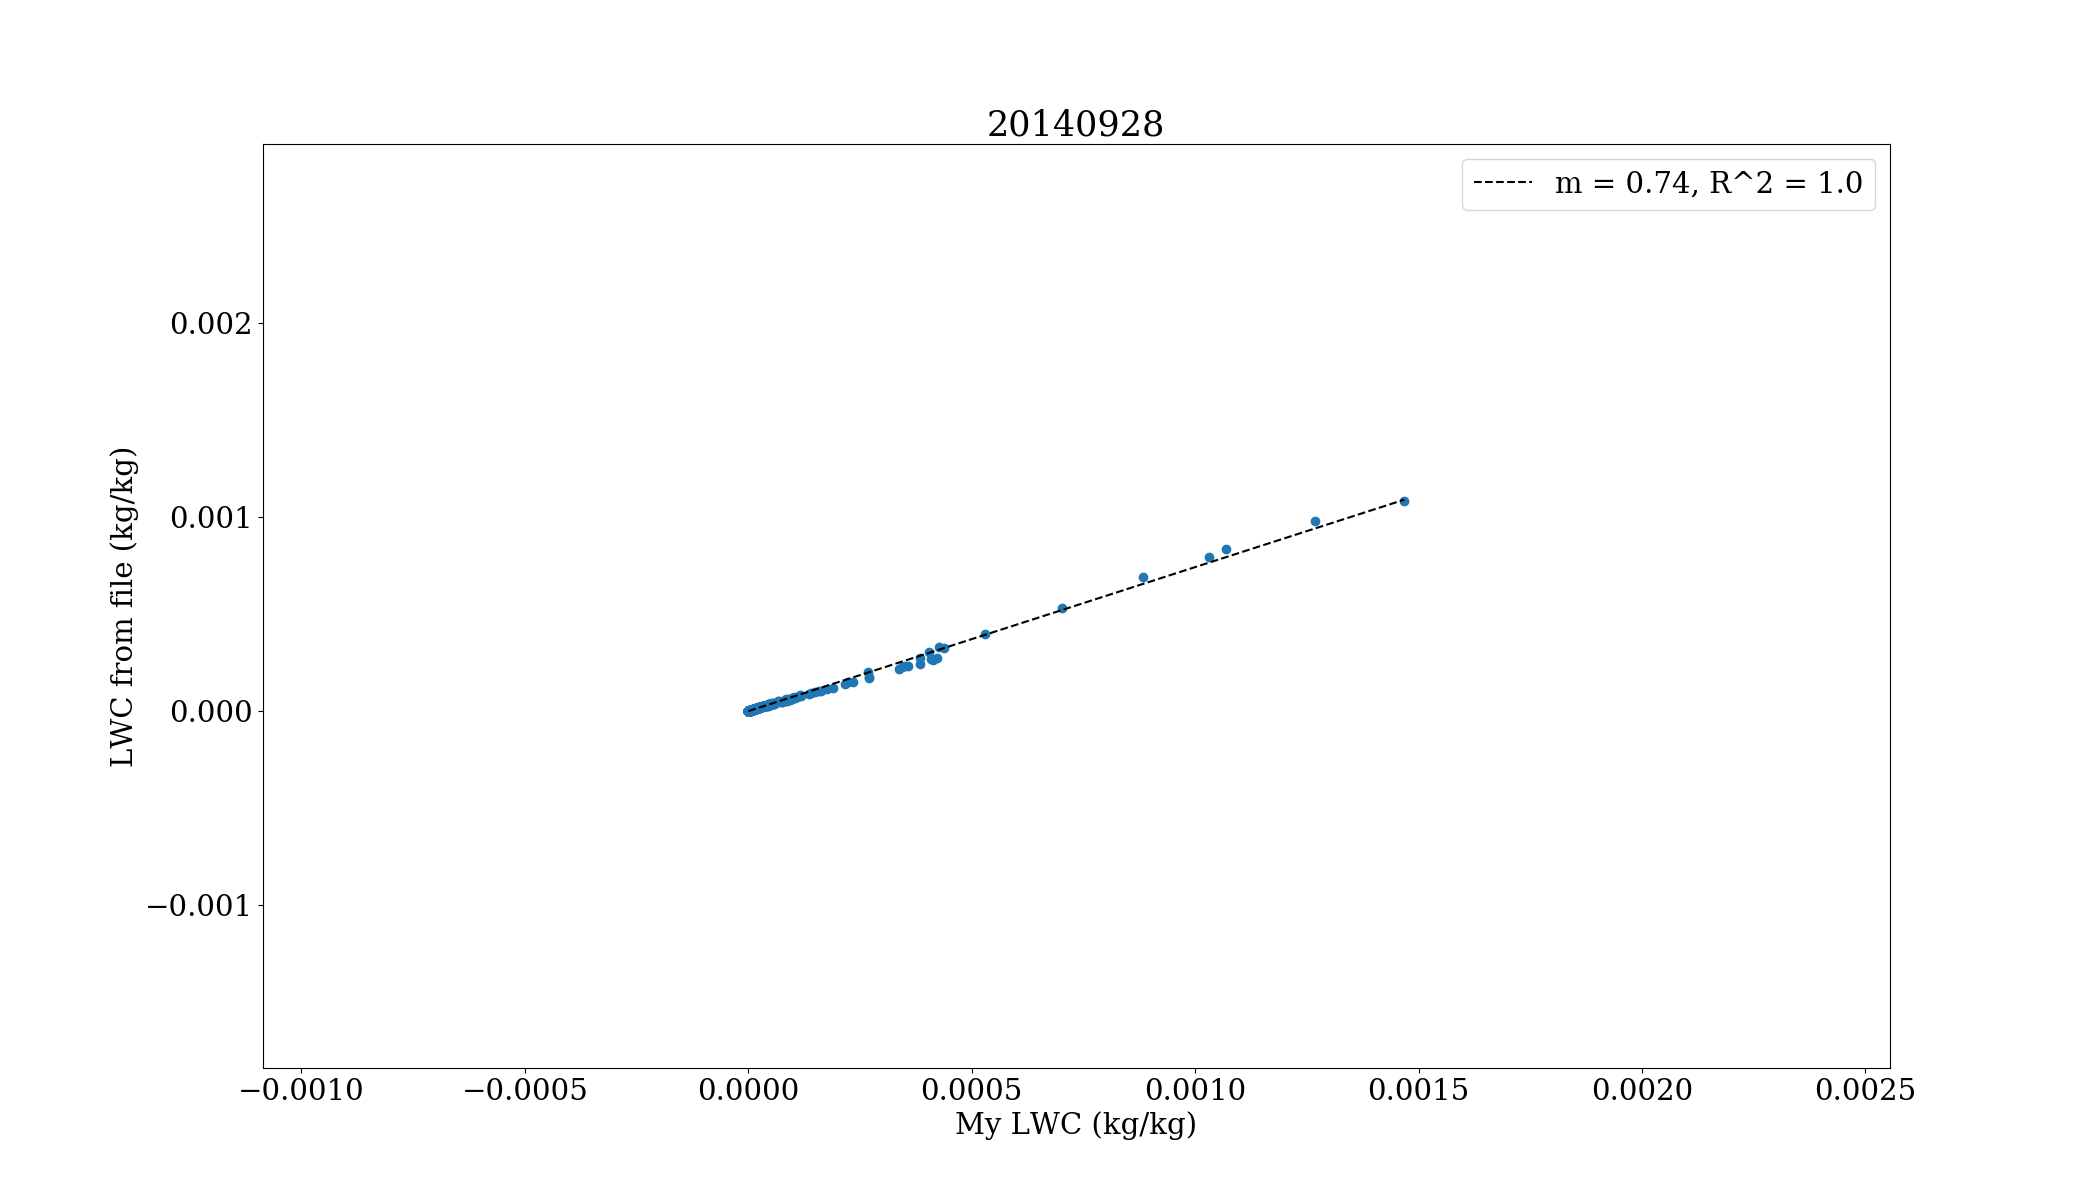 20140928
m = 0.74, R^2 = 1.0
LWC from file (kg/kg)
0.002
0.001
0.000
−0.001
−0.0010 −0.0005 0.0000 0.0005 0.0010 0.0015 0.0020 0.0025
My LWC (kg/kg)